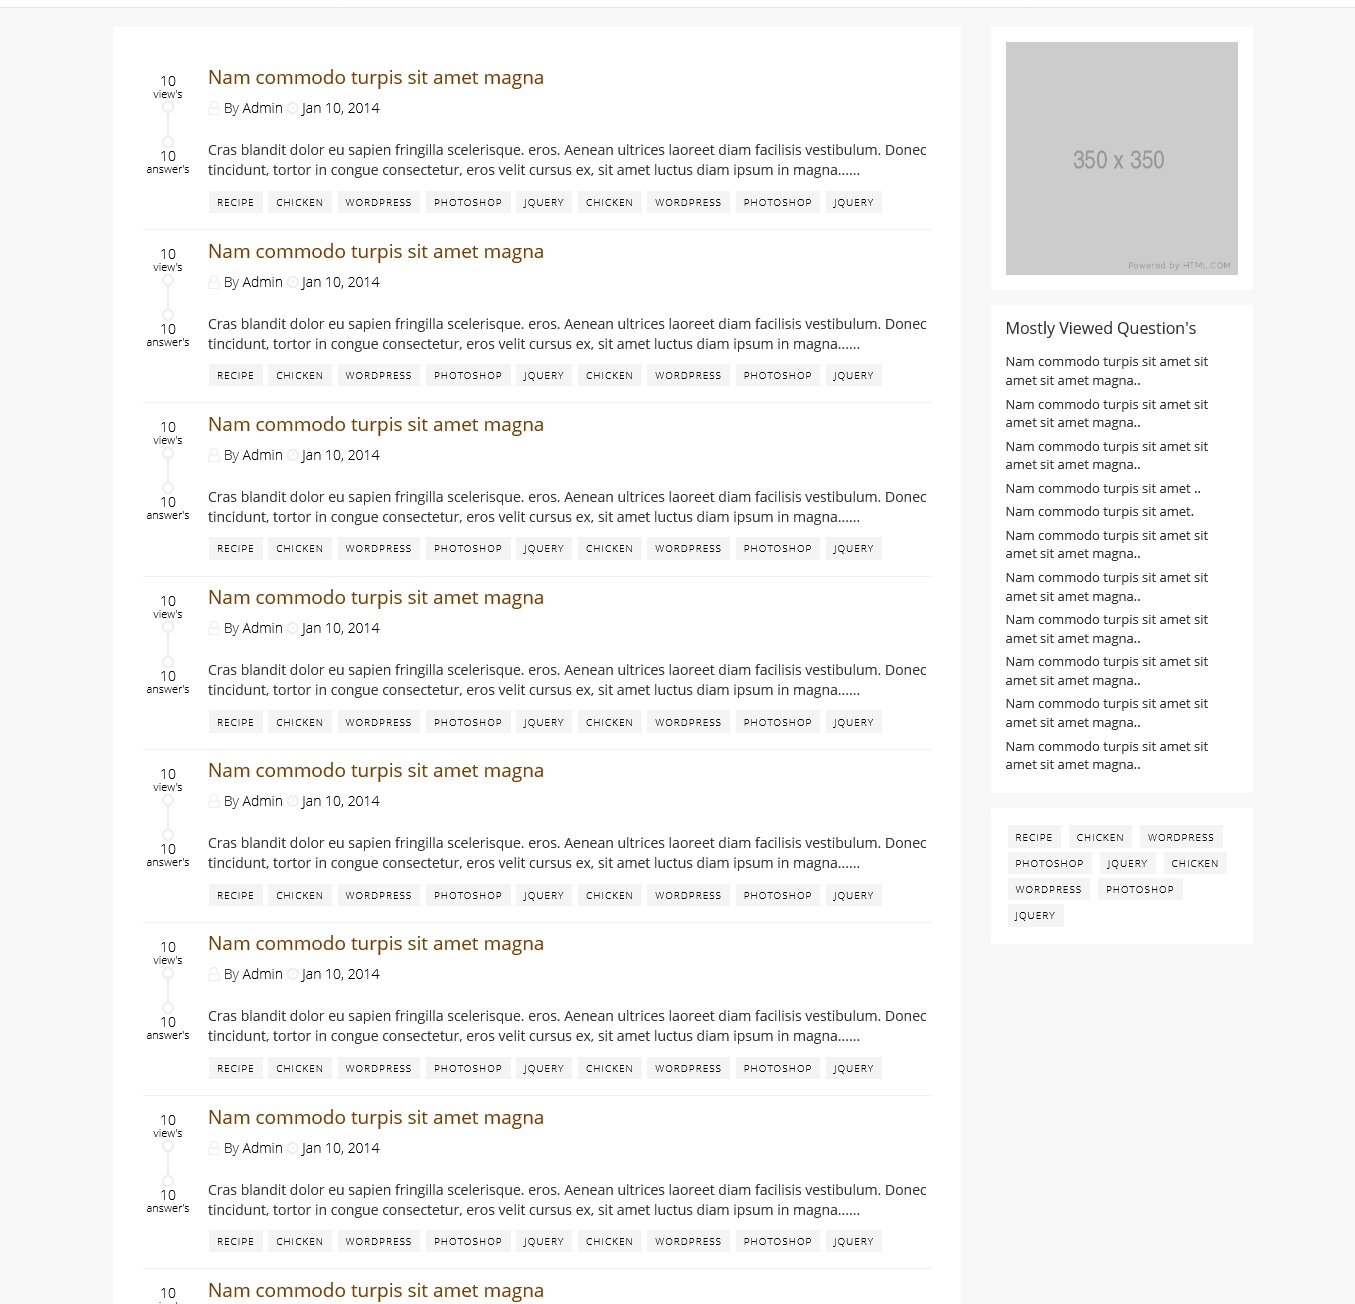 10
view's
10
answer's
Nam commodo turpis sit amet magna
By Admin Jan 10, 2014
Cras blandit dolor eu sapien fringilla scelerisque. eros. Aenean ultrices laoreet diam facilisis vestibulum. Donec
tincidunt, tortor in congue consectetur, eros velit cursus ex, sit amet luctus diam ipsum in magna......
RECIPE CHICKEN WORDPRESS PHOTOSHOP JQUERY CHICKEN WORDPRESS PHOTOSHOP JQUERY
10
view's
10
answer's
Nam commodo turpis sit amet magna
By Admin Jan 10, 2014
Cras blandit dolor eu sapien fringilla scelerisque. eros. Aenean ultrices laoreet diam facilisis vestibulum. Donec
tincidunt, tortor in congue consectetur, eros velit cursus ex, sit amet luctus diam ipsum in magna......
RECIPE CHICKEN WORDPRESS PHOTOSHOP JQUERY CHICKEN WORDPRESS PHOTOSHOP JQUERY
10
view's
10
answer's
Nam commodo turpis sit amet magna
By Admin Jan 10, 2014
Cras blandit dolor eu sapien fringilla scelerisque. eros. Aenean ultrices laoreet diam facilisis vestibulum. Donec
tincidunt, tortor in congue consectetur, eros velit cursus ex, sit amet luctus diam ipsum in magna......
RECIPE CHICKEN WORDPRESS PHOTOSHOP JQUERY CHICKEN WORDPRESS PHOTOSHOP JQUERY
10
view's
10
answer's
Nam commodo turpis sit amet magna
By Admin Jan 10, 2014
Cras blandit dolor eu sapien fringilla scelerisque. eros. Aenean ultrices laoreet diam facilisis vestibulum. Donec
tincidunt, tortor in congue consectetur, eros velit cursus ex, sit amet luctus diam ipsum in magna......
RECIPE CHICKEN WORDPRESS PHOTOSHOP JQUERY CHICKEN WORDPRESS PHOTOSHOP JQUERY
10
view's
10
answer's
Nam commodo turpis sit amet magna
By Admin Jan 10, 2014
Cras blandit dolor eu sapien fringilla scelerisque. eros. Aenean ultrices laoreet diam facilisis vestibulum. Donec
tincidunt, tortor in congue consectetur, eros velit cursus ex, sit amet luctus diam ipsum in magna......
RECIPE CHICKEN WORDPRESS PHOTOSHOP JQUERY CHICKEN WORDPRESS PHOTOSHOP JQUERY
10
view's
10
answer's
Nam commodo turpis sit amet magna
By Admin Jan 10, 2014
Cras blandit dolor eu sapien fringilla scelerisque. eros. Aenean ultrices laoreet diam facilisis vestibulum. Donec
tincidunt, tortor in congue consectetur, eros velit cursus ex, sit amet luctus diam ipsum in magna......
RECIPE CHICKEN WORDPRESS PHOTOSHOP JQUERY CHICKEN WORDPRESS PHOTOSHOP JQUERY
10
view's
10
answer's
Nam commodo turpis sit amet magna
By Admin Jan 10, 2014
Cras blandit dolor eu sapien fringilla scelerisque. eros. Aenean ultrices laoreet diam facilisis vestibulum. Donec
tincidunt, tortor in congue consectetur, eros velit cursus ex, sit amet luctus diam ipsum in magna......
RECIPE CHICKEN WORDPRESS PHOTOSHOP JQUERY CHICKEN WORDPRESS PHOTOSHOP JQUERY
10
Nam commodo turpis sit amet magna
350 x 350
Powered by HTML.COM
Mostly Viewed Question's
Nam commodo turpis sit amet sit
amet sit amet magna..
Nam commodo turpis sit amet sit
amet sit amet magna..
Nam commodo turpis sit amet sit
amet sit amet magna..
Nam commodo turpis sit amet ..
Nam commodo turpis sit amet.
Nam commodo turpis sit amet sit
amet sit amet magna..
Nam commodo turpis sit amet sit
amet sit amet magna..
Nam commodo turpis sit amet sit
amet sit amet magna..
Nam commodo turpis sit amet sit
amet sit amet magna..
Nam commodo turpis sit amet sit
amet sit amet magna..
Nam commodo turpis sit amet sit
amet sit amet magna..
RECIPE CHICKEN WORDPRESS
PHOTOSHOP JQUERY CHICKEN
WORDPRESS PHOTOSHOP
JQUERY